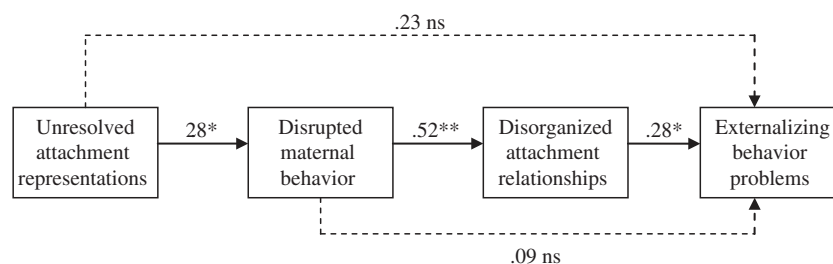 .23 ns
Unresolved
attachment
representations
28*
Disrupted
maternal
behavior
.52**
Disorganized
attachment
relationships
.28*
Externalizing
behavior
problems
.09 ns